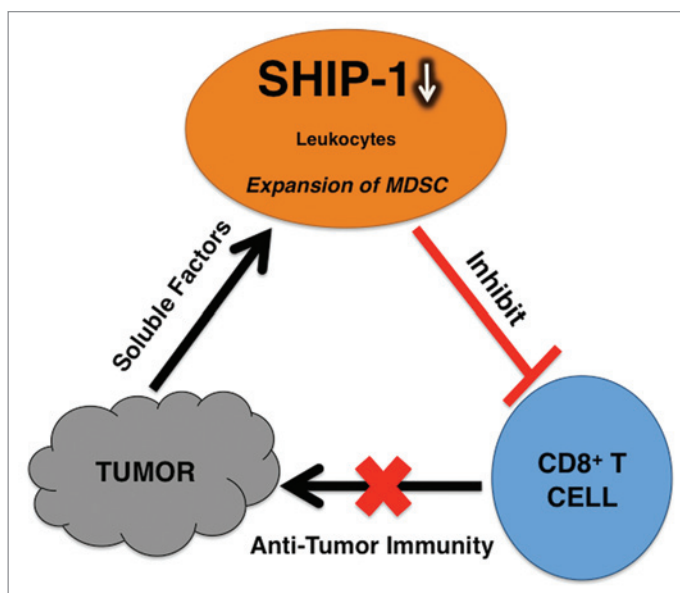 SHIP-1
Leukocytes
Expansion of MDSC
Soluble Factors
Inhibit
TUMOR
CD8⁺ T
CELL
Anti-Tumor Immunity